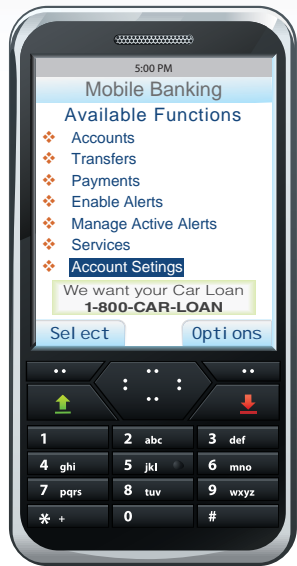 5:00 PM
Mobile Banking
Available Functions
Accounts
Transfers
Payments
Enable Alerts
Manage Active Alerts
Services
Account Setings
We want your Car Loan
1-800-CAR-LOAN
Select Options
1 2 abc 3 def
4 ghi 5 jkl 6 mno
7 pqrs 8 tuv 9 wxyz
* + 0 #